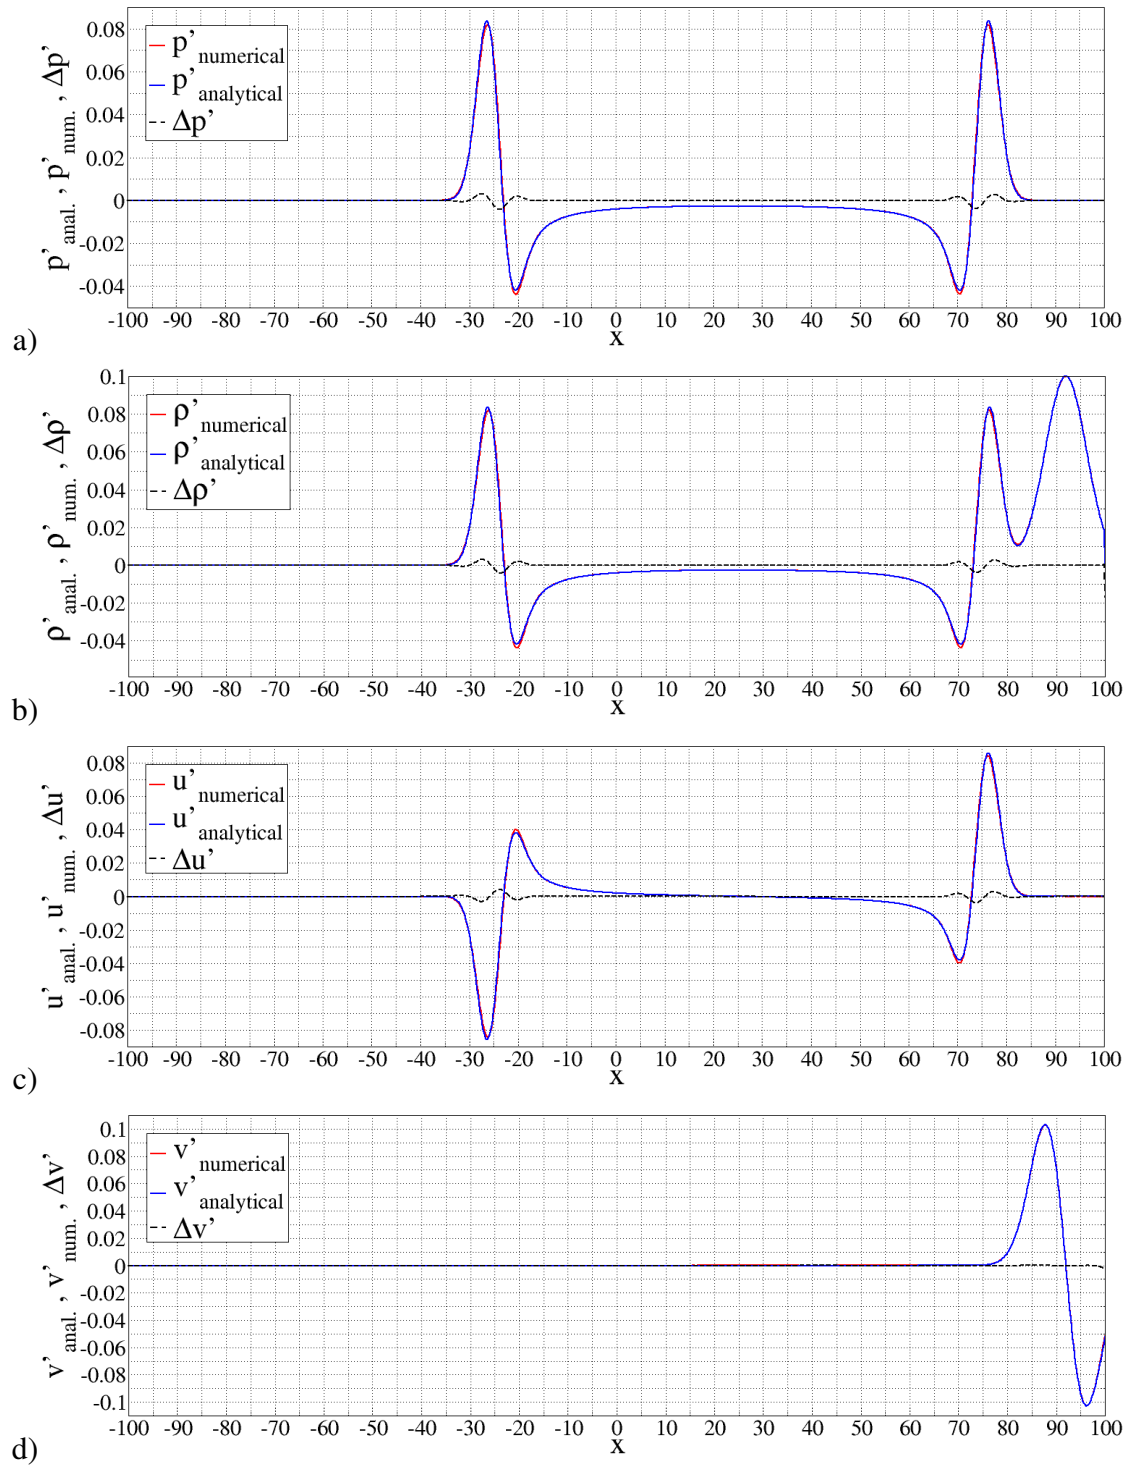 p'anal. , p'num. , Δp'
p'numerical
p'analytical
Δp'
0.08
0.06
0.04
0.02
0
-0.02
-0.04
-100 -90 -80 -70 -60 -50 -40 -30 -20 -10 0 10 20 30 40 50 60 70 80 90 100
x
a)
ρ'anal. , ρ'num. , Δρ'
ρ'numerical
ρ'analytical
Δρ'
0.1
0.08
0.06
0.04
0.02
0
-0.02
-0.04
-100 -90 -80 -70 -60 -50 -40 -30 -20 -10 0 10 20 30 40 50 60 70 80 90 100
x
b)
u'anal. , u'num. , Δu'
u'numerical
u'analytical
Δu'
0.08
0.06
0.04
0.02
0
-0.02
-0.04
-0.06
-0.08
-100 -90 -80 -70 -60 -50 -40 -30 -20 -10 0 10 20 30 40 50 60 70 80 90 100
x
c)
v'anal. , v'num. , Δv'
v'numerical
v'analytical
Δv'
0.1
0.08
0.06
0.04
0.02
0
-0.02
-0.04
-0.06
-0.08
-0.1
-100 -90 -80 -70 -60 -50 -40 -30 -20 -10 0 10 20 30 40 50 60 70 80 90 100
x
d)